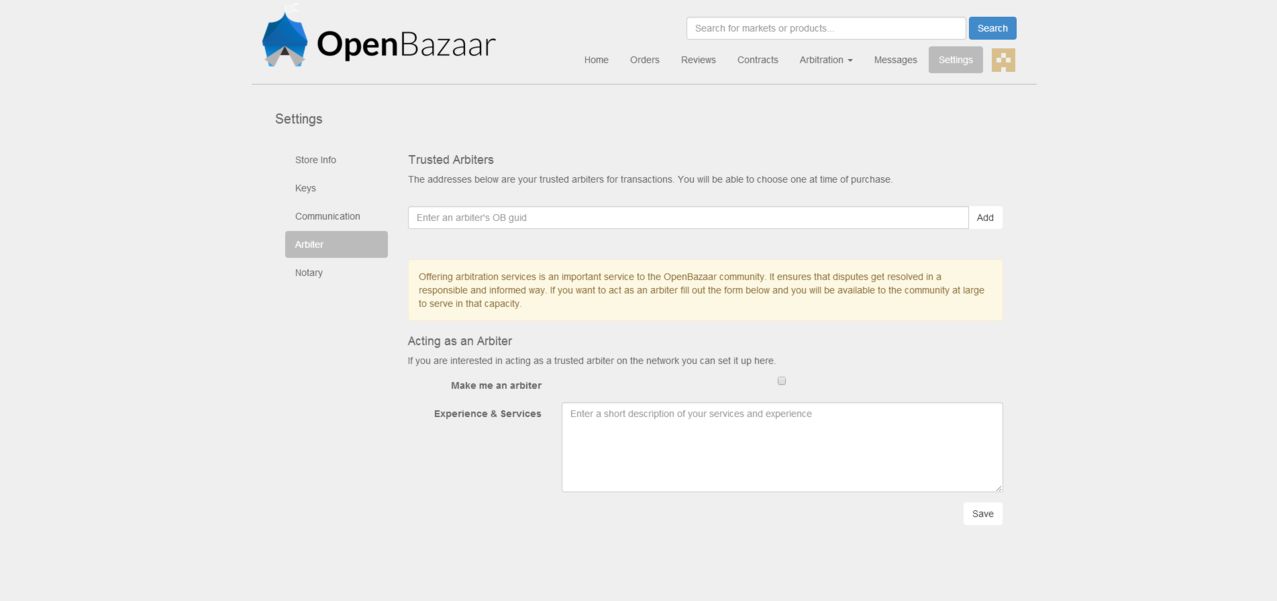 OpenBazaar
Search for markets or products...
Search
Home
Orders
Reviews
Contracts
Arbitration
Messages
Settings
Settings
Store Info
Keys
Communication
Arbiter
Notary
Trusted Arbiters
The addresses below are your trusted arbiters for transactions. You will be able to choose one at time of purchase.
Enter an arbiter's OB guid
Add
Offering arbitration services is an important service to the OpenBazaar community. It ensures that disputes get resolved in a
responsible and informed way. If you want to act as an arbiter fill out the form below and you will be available to the community at large
to serve in that capacity.
Acting as an Arbiter
If you are interested in acting as a trusted arbiter on the network you can set it up here.
Make me an arbiter
Experience & Services
Enter a short description of your services and experience
Save